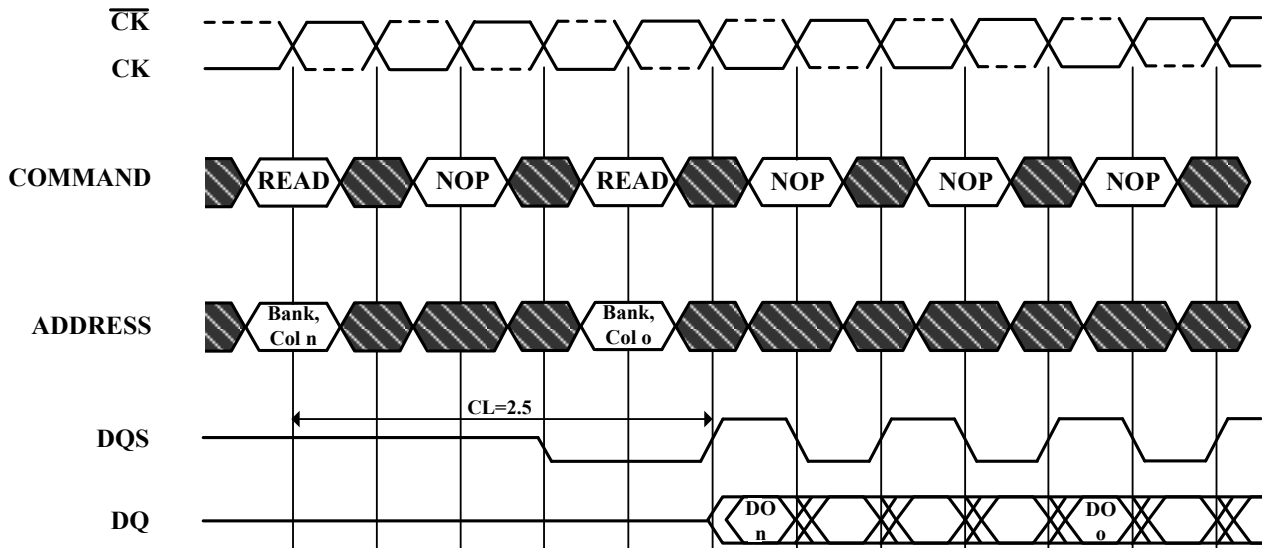 CK
CK
COMMAND READ NOP READ NOP NOP NOP
ADDRESS Bank, Col n Bank, Col o
CL=2.5
DQS
DQ DO n DO o